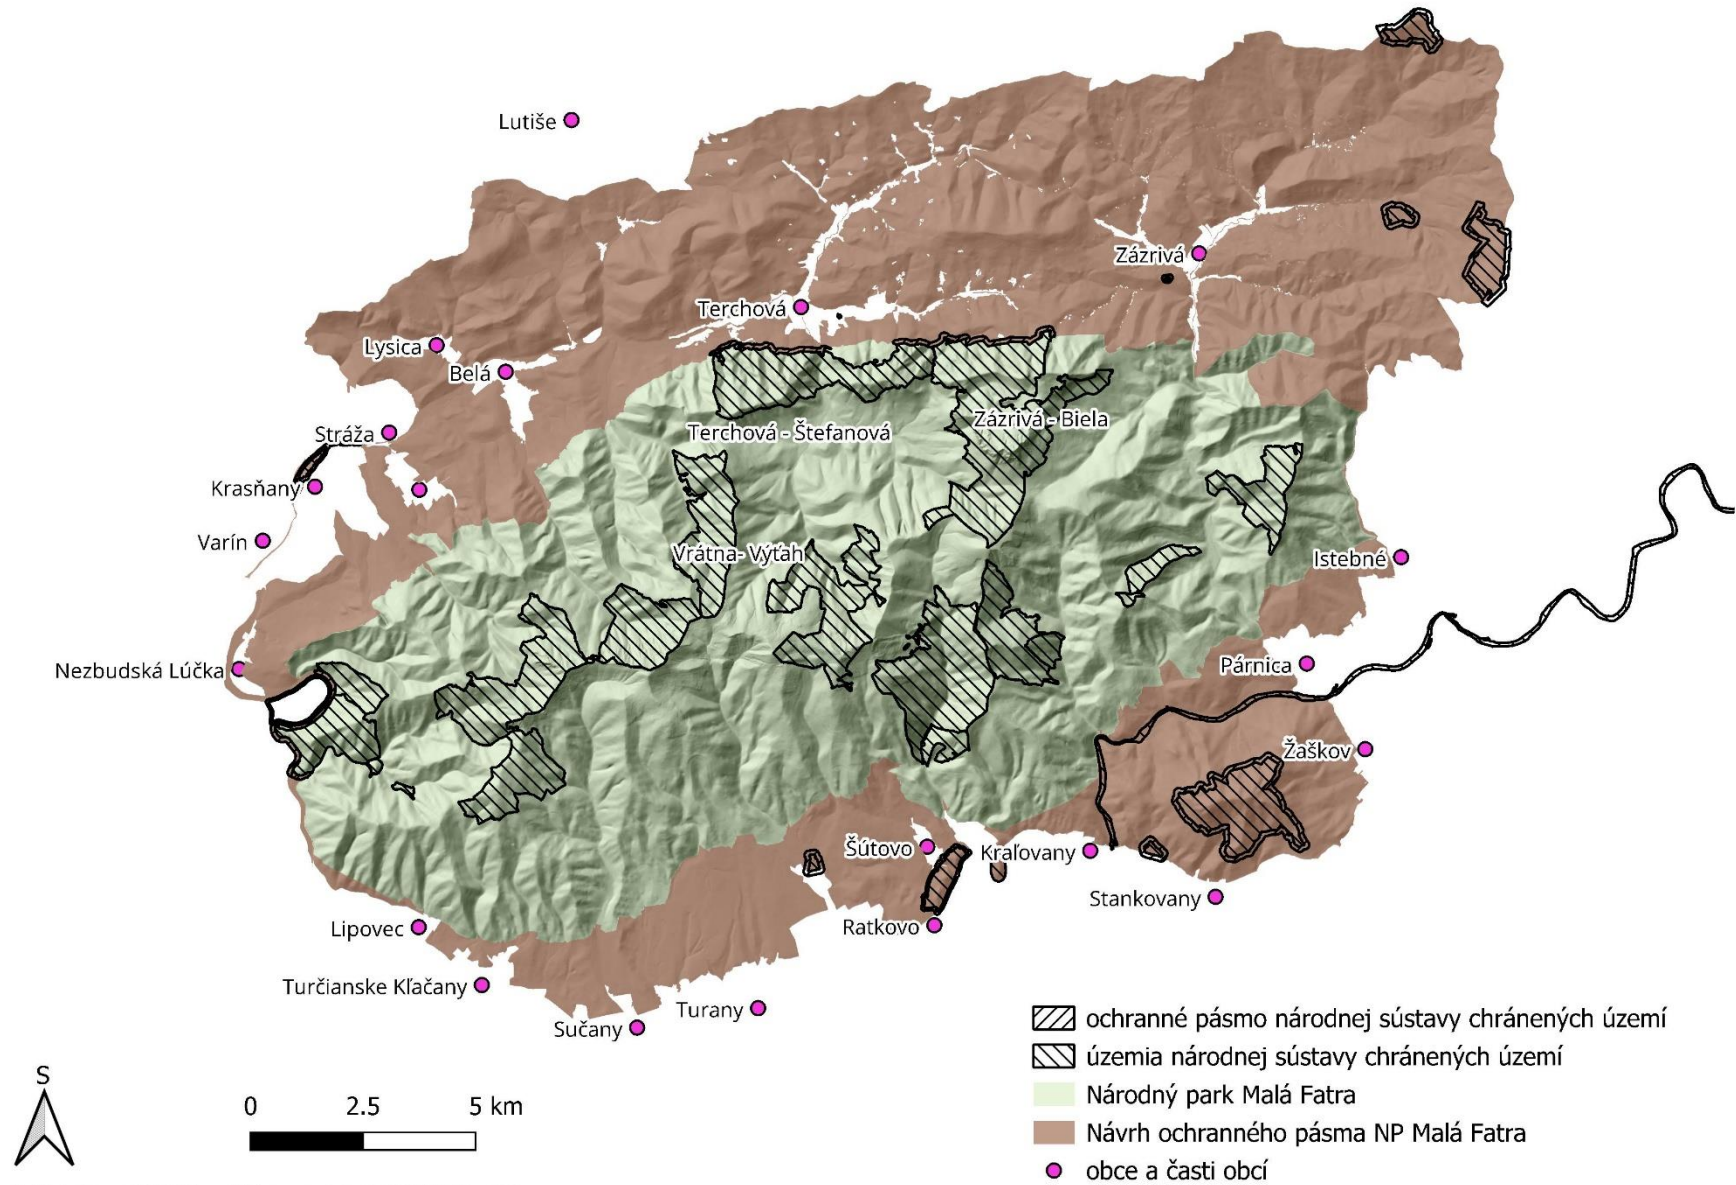 Lutiše
Zázrivá
Terchová
Lysica
Belá
Stráža
Terchová - Štefanová
Zázrivá - Biela
Krasňany
Varín
Vrátna- Výťah
Istebné
Nezbudská Lúčka
Párnica
Žaškov
Šútovo
Kraľovany
Stankovany
Lipovec
Ratkovo
Turčianske Kľačany
Turany
Sučany
ochranné pásmo národnej sústavy chránených území
územia národnej sústavy chránených území
Národný park Malá Fatra
Návrh ochranného pásma NP Malá Fatra
obce a časti obcí
S
0 2.5 5 km